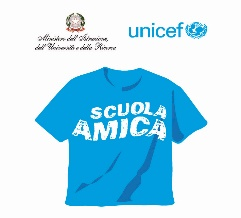 Ministero dell'Istruzione,
dell'Università e della Ricerca
unicef
SCUOLA
AMICA